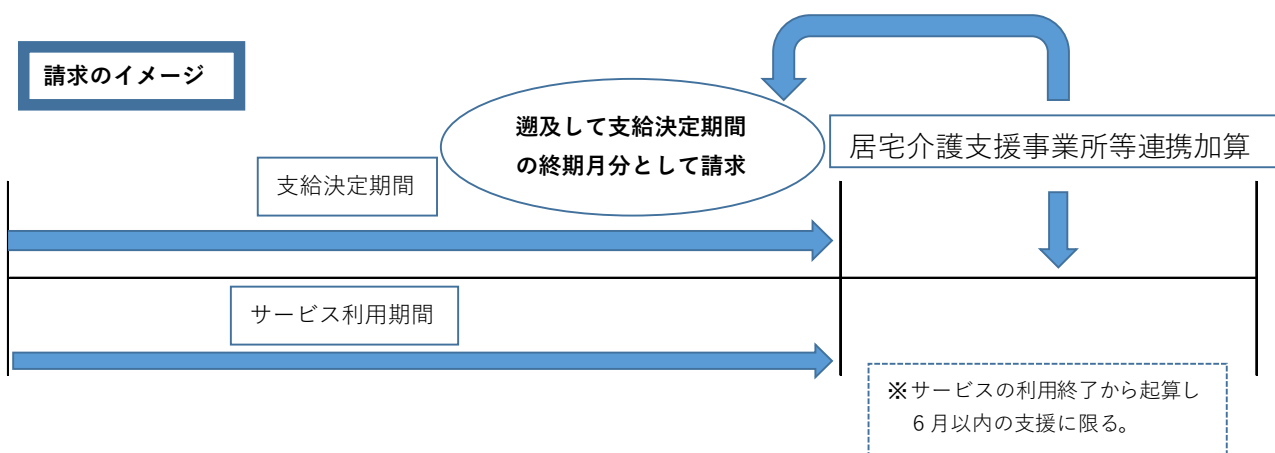 請求のイメージ
遡及して支給決定期間
の終期月分として請求
居宅介護支援事業所等連携加算
支給決定期間
サービス利用期間
※サービスの利用終了から起算し
6月以内の支援に限る。